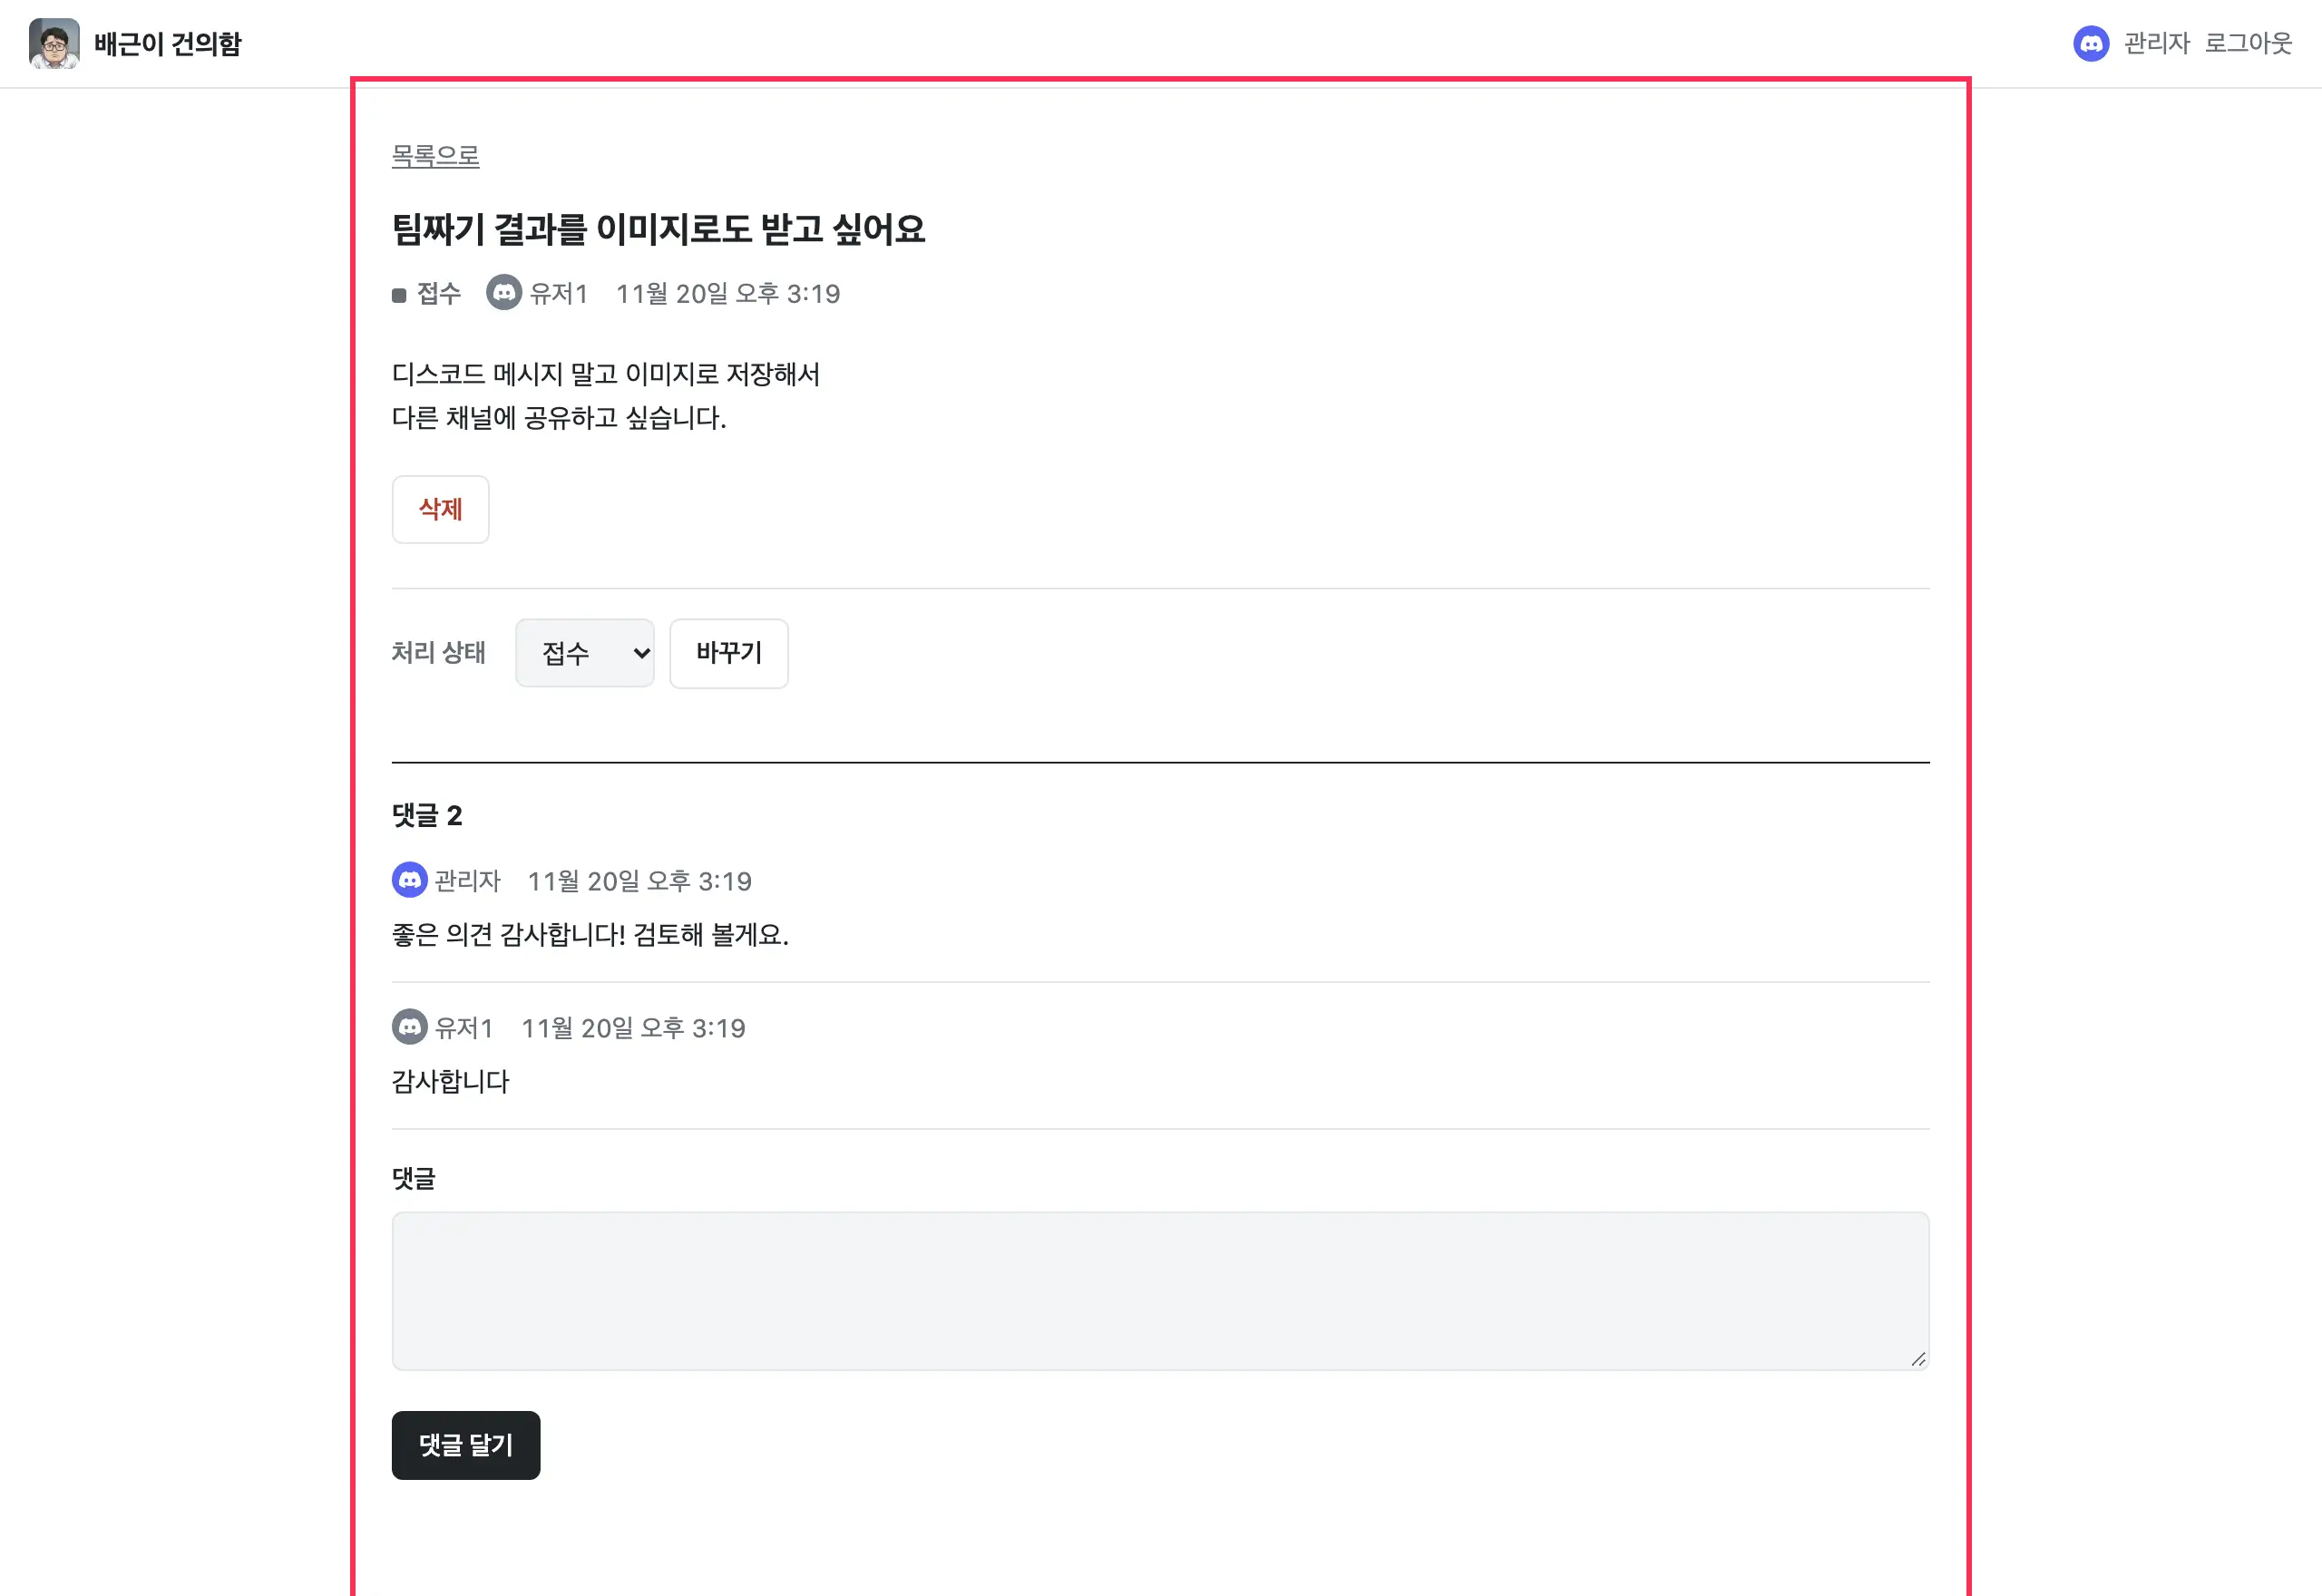 배근이 건의함
관리자 로그아웃
목록으로
팀짜기 결과를 이미지로도 받고 싶어요
접수 유저1 11월 20일 오후 3:19
디스코드 메시지 말고 이미지로 저장해서
다른 채널에 공유하고 싶습니다.
삭제
처리 상태 접수 바꾸기
댓글 2
관리자 11월 20일 오후 3:19
좋은 의견 감사합니다! 검토해 볼게요.
유저1 11월 20일 오후 3:19
감사합니다
댓글
댓글 달기